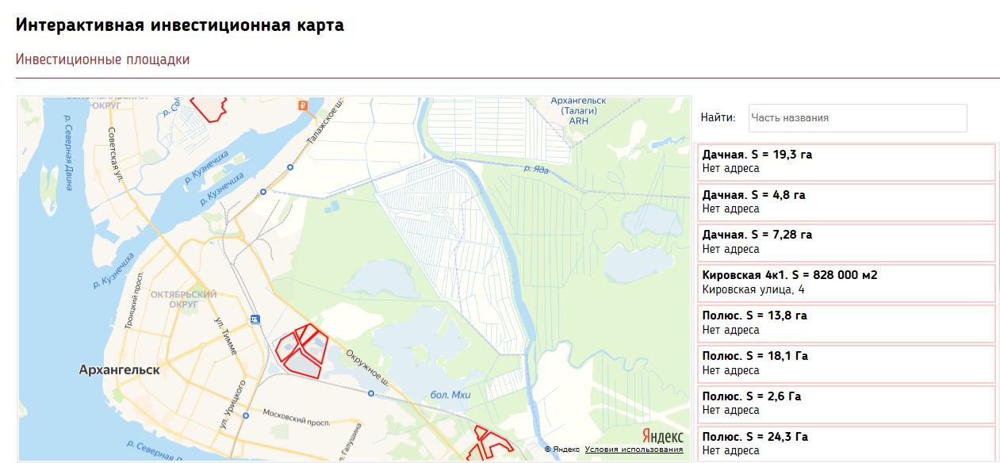 Интерактивная инвестиционная карта
Инвестиционные площадки
СОЛОМБАЛЬСКИЙ
ОКРУГ
р. Сол
Талажское ш.
Архангельск
(Талаги)
ARH
р. Северная Двина
Советская ул.
р. Кузнечиха
р. Кузнечиха
р. Яда
р. Кузнечиха
Троицкий просп.
ОКТЯБРЬСКИЙ
ОКРУГ
ул. Тимме
Архангельск
Окружное ш.
бол. Мхи
ул. Урицкого
Московский просп.
ул. Галушина
р. Северная Дв
Яндекс
© Яндекс Условия использования
Найти: Часть названия
Дачная. S = 19,3 га
Нет адреса
Дачная. S = 4,8 га
Нет адреса
Дачная. S = 7,28 га
Нет адреса
Кировская 4к1. S = 828 000 м2
Кировская улица, 4
Полюс. S = 13,8 га
Нет адреса
Полюс. S = 18,1 Га
Нет адреса
Полюс. S = 2,6 Га
Нет адреса
Полюс. S = 24,3 Га
Нет адреса